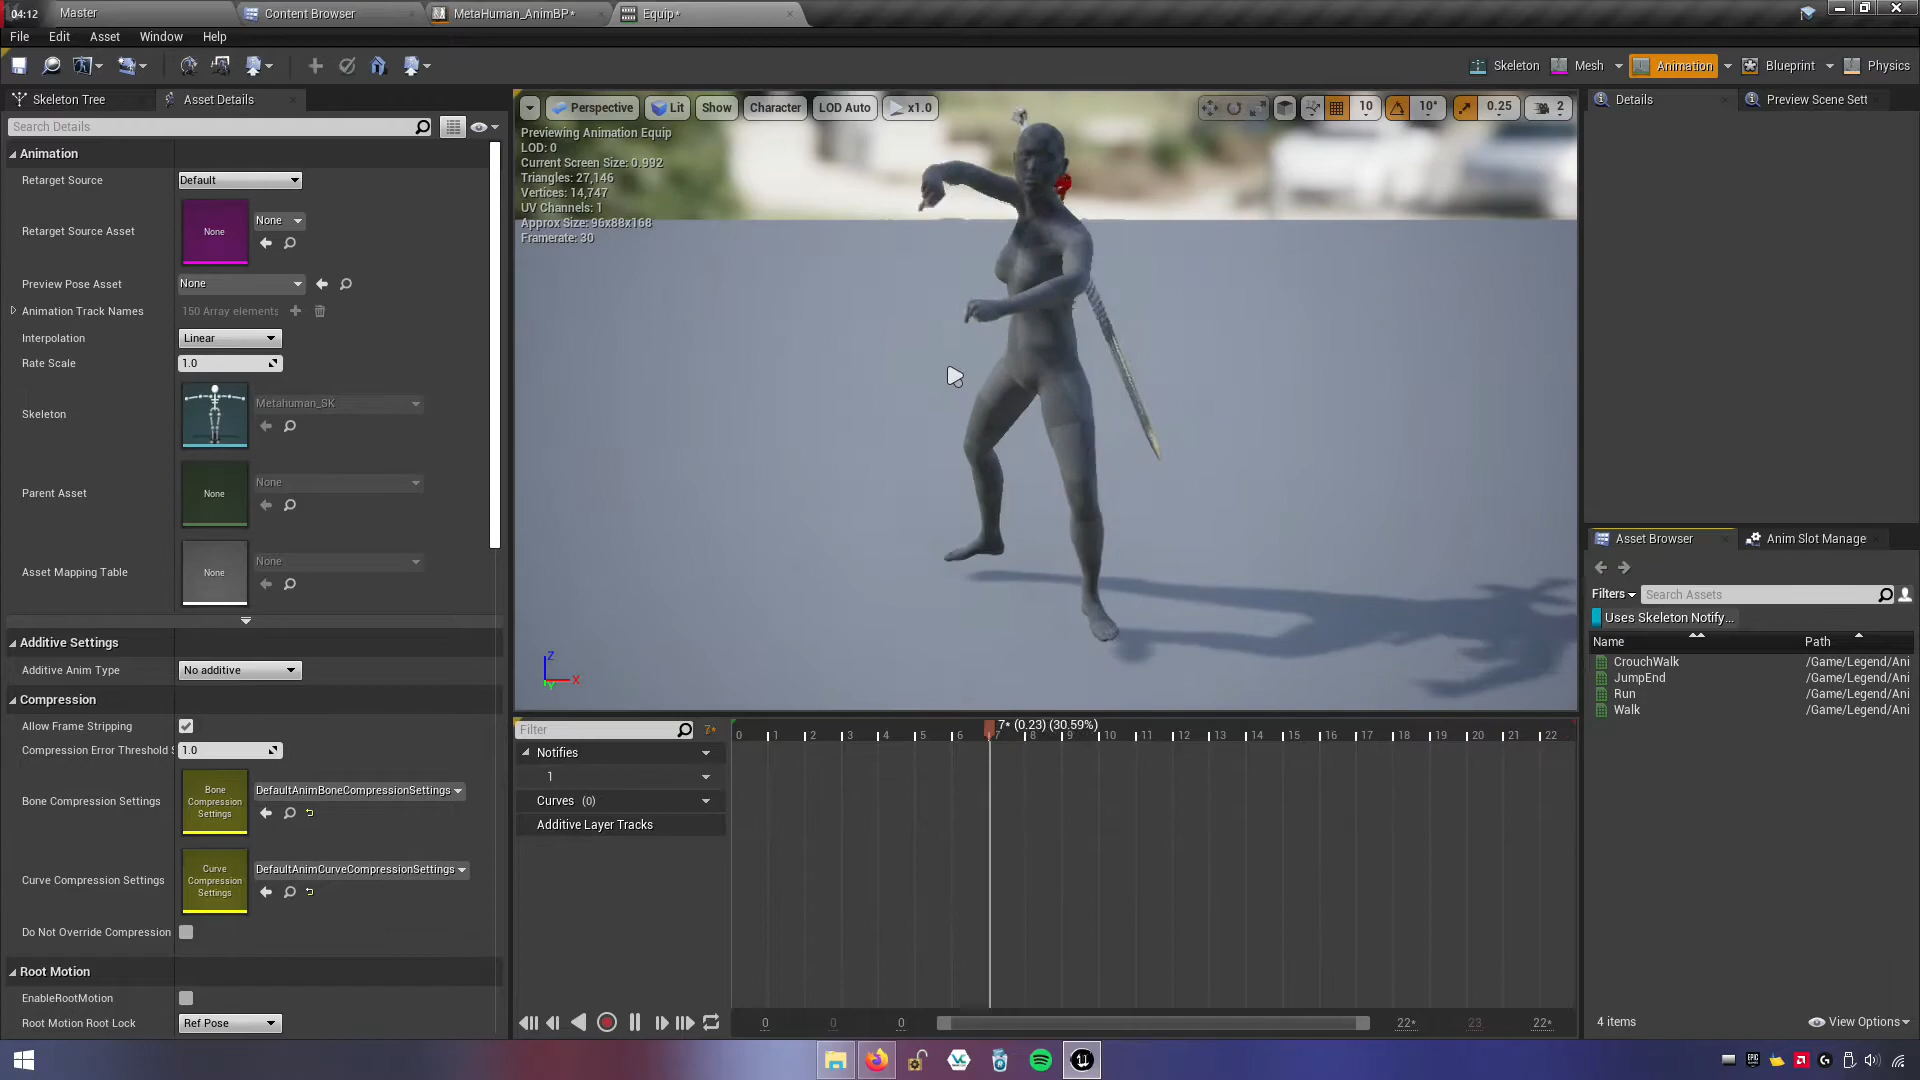 04:12
Master
Content Browser
MetaHuman_AnimBP*
Equip*
File
Edit
Asset
Window
Help
Skeleton
Mesh
Animation
Blueprint
Physics
Skeleton Tree
Asset Details
Search Details
Animation
Retarget Source
Default
Retarget Source Asset
None
None
Preview Pose Asset
None
Animation Track Names
150 Array elements
Interpolation
Linear
Rate Scale
1.0
Skeleton
Metahuman_SK
Parent Asset
None
None
Asset Mapping Table
None
None
Additive Settings
Additive Anim Type
No additive
Compression
Allow Frame Stripping
Compression Error Threshold S
1.0
Bone Compression Settings
Bone
Compression
Settings
DefaultAnimBoneCompressionSettings
Curve Compression Settings
Curve
Compression
Settings
DefaultAnimCurveCompressionSettings
Do Not Override Compression
Root Motion
EnableRootMotion
Root Motion Root Lock
Ref Pose
Perspective
Lit
Show
Character
LOD Auto
x1.0
10
10°
0.25
2
Previewing Animation Equip
LOD: 0
Current Screen Size: 0.992
Triangles: 27,146
Vertices: 14,747
UV Channels: 1
Approx Size: 96x88x168
Framerate: 30
Z
X
Y
Filter
7*
7* (0.23) (30.59%)
0 1 2 3 4 5 6 7 8 9 10 11 12 13 14 15 16 17 18 19 20 21 22
Notifies
1
Curves (0)
Additive Layer Tracks
0
0
0
22*
23
22*
Details
Preview Scene Sett
Asset Browser
Anim Slot Manage
Filters
Search Assets
Uses Skeleton Notify...
Name
Path
CrouchWalk
/Game/Legend/Ani
JumpEnd
/Game/Legend/Ani
Run
/Game/Legend/Ani
Walk
/Game/Legend/Ani
4 items
View Options